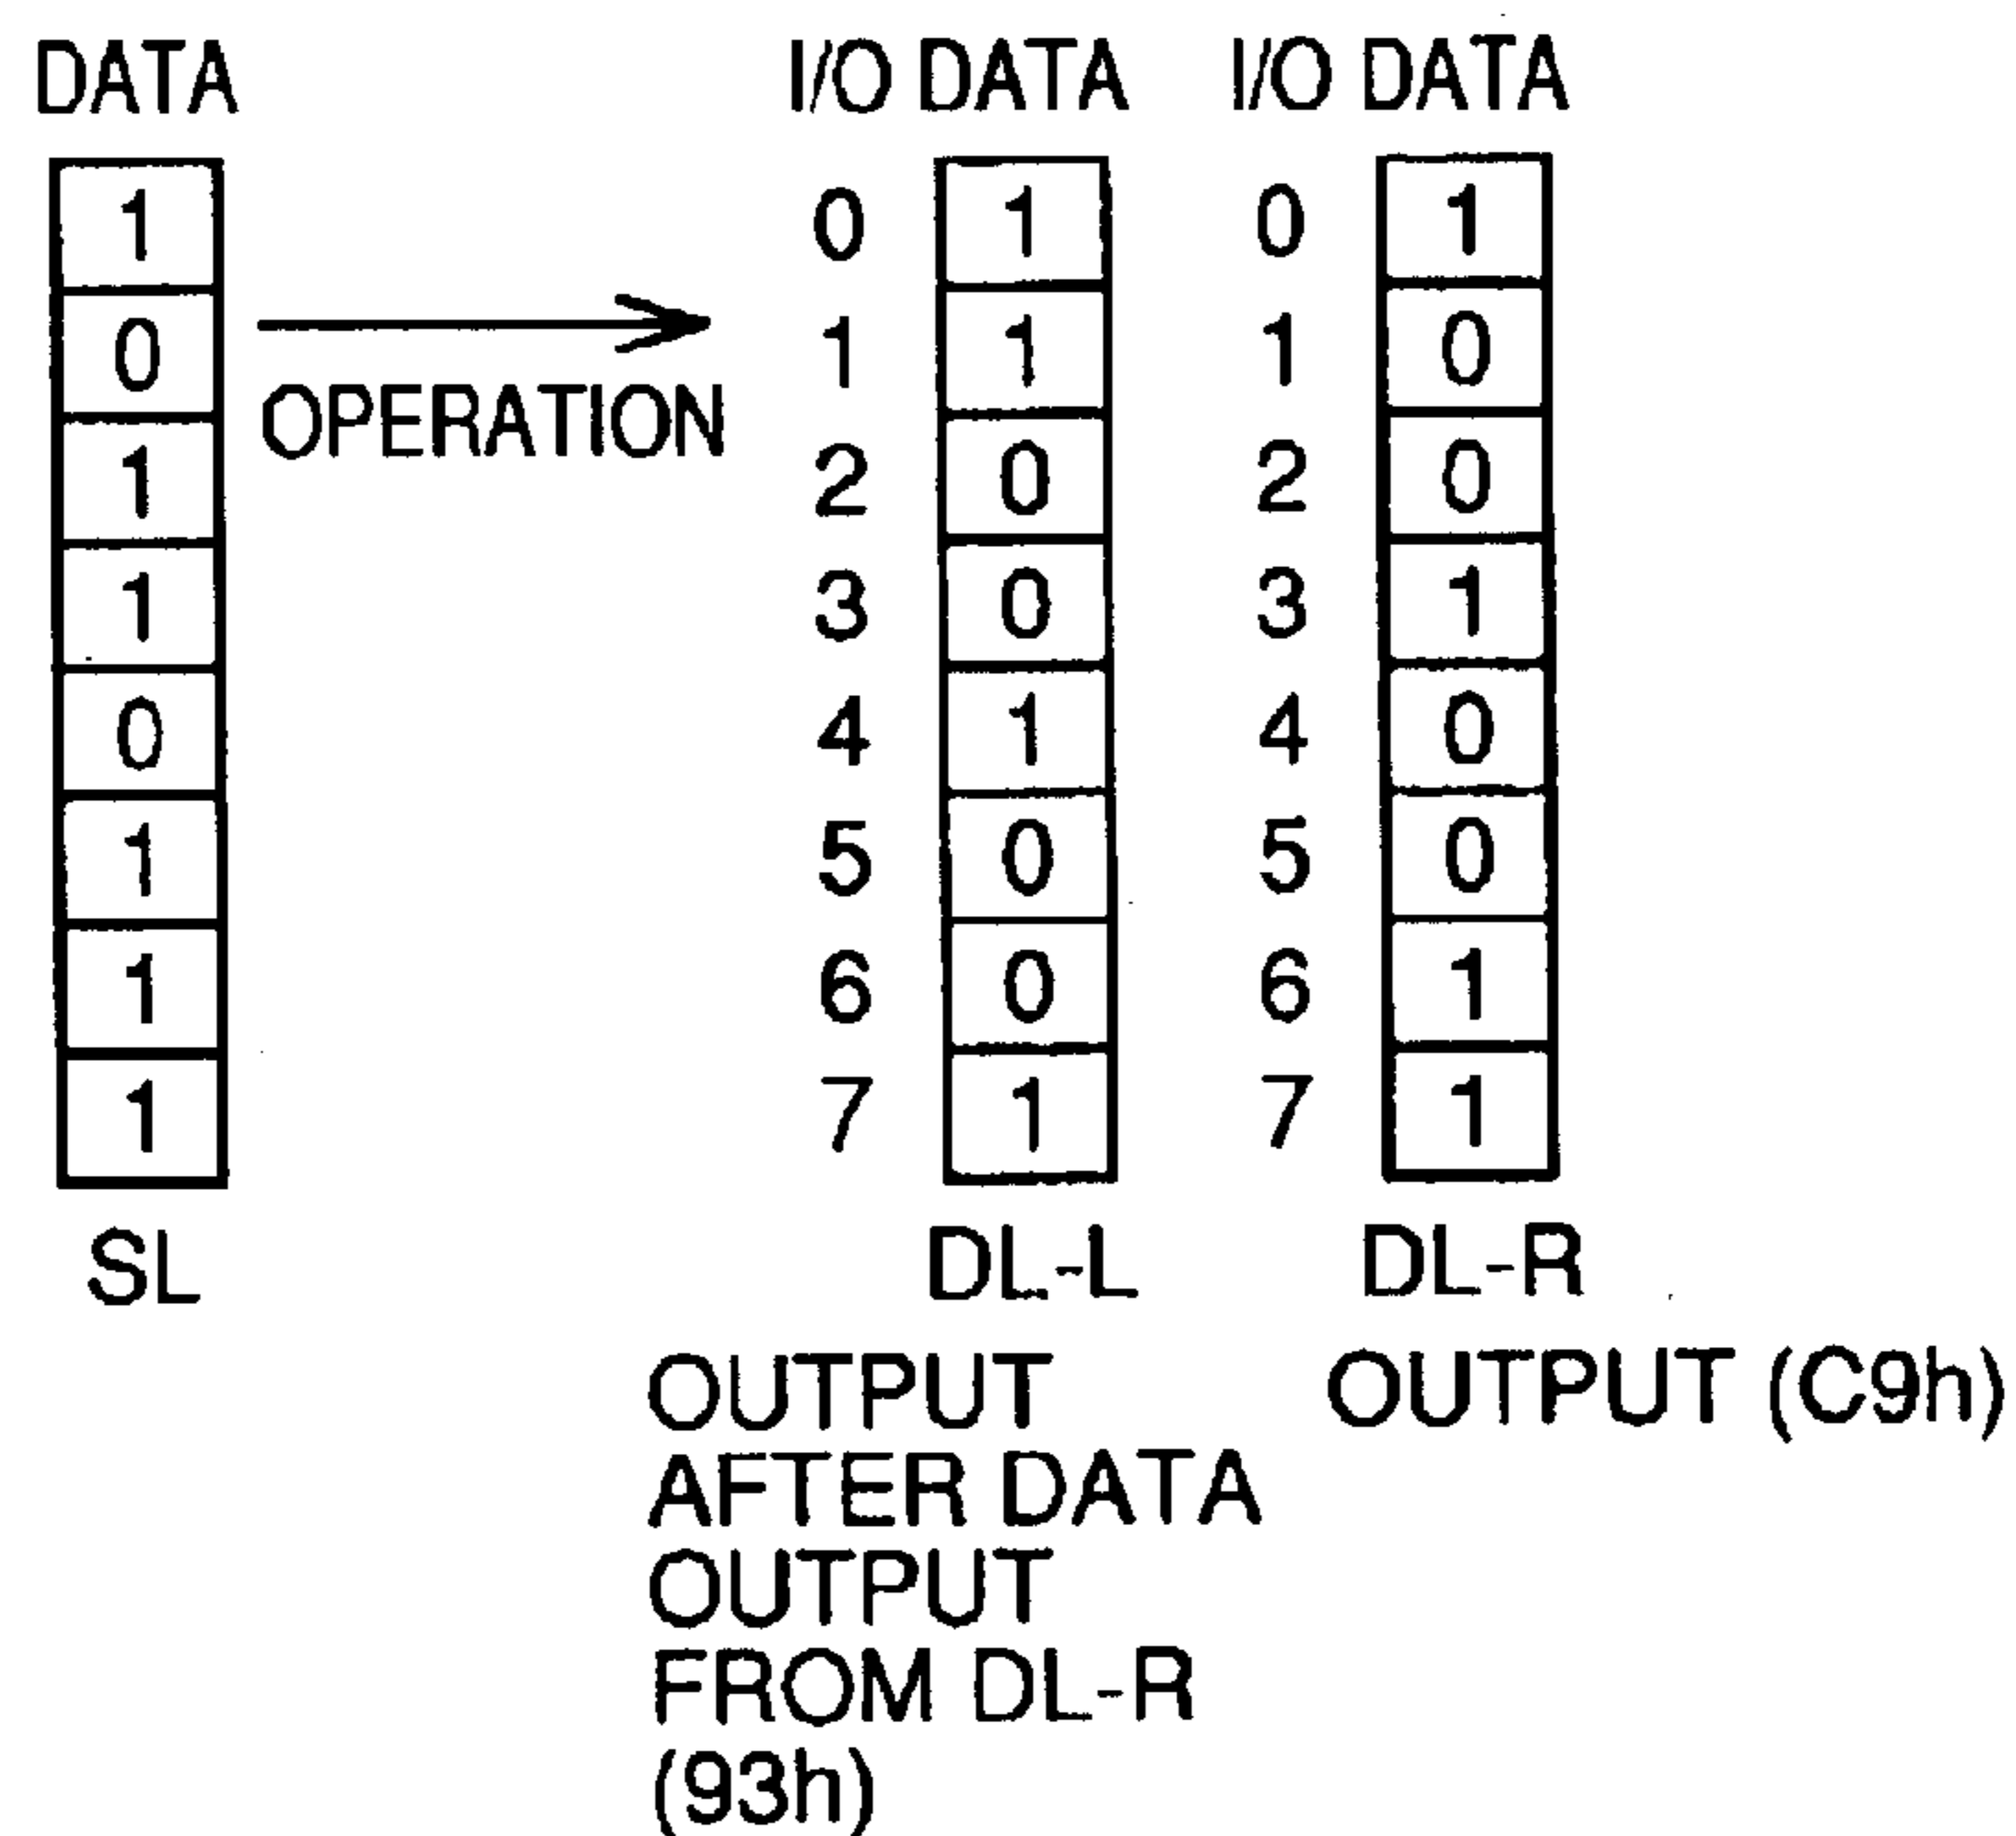 DATA I/O DATA I/O DATA
1 0 1 0 1
0 1 1 1 0
OPERATION
1 2 0 2 0
1 3 0 3 1
0 4 1 4 0
1 5 0 5 0
1 6 0 6 1
1 7 1 7 1
SL DL-L DL-R
OUTPUT OUTPUT (C9h)
AFTER DATA
OUTPUT
FROM DL-R
(93h)